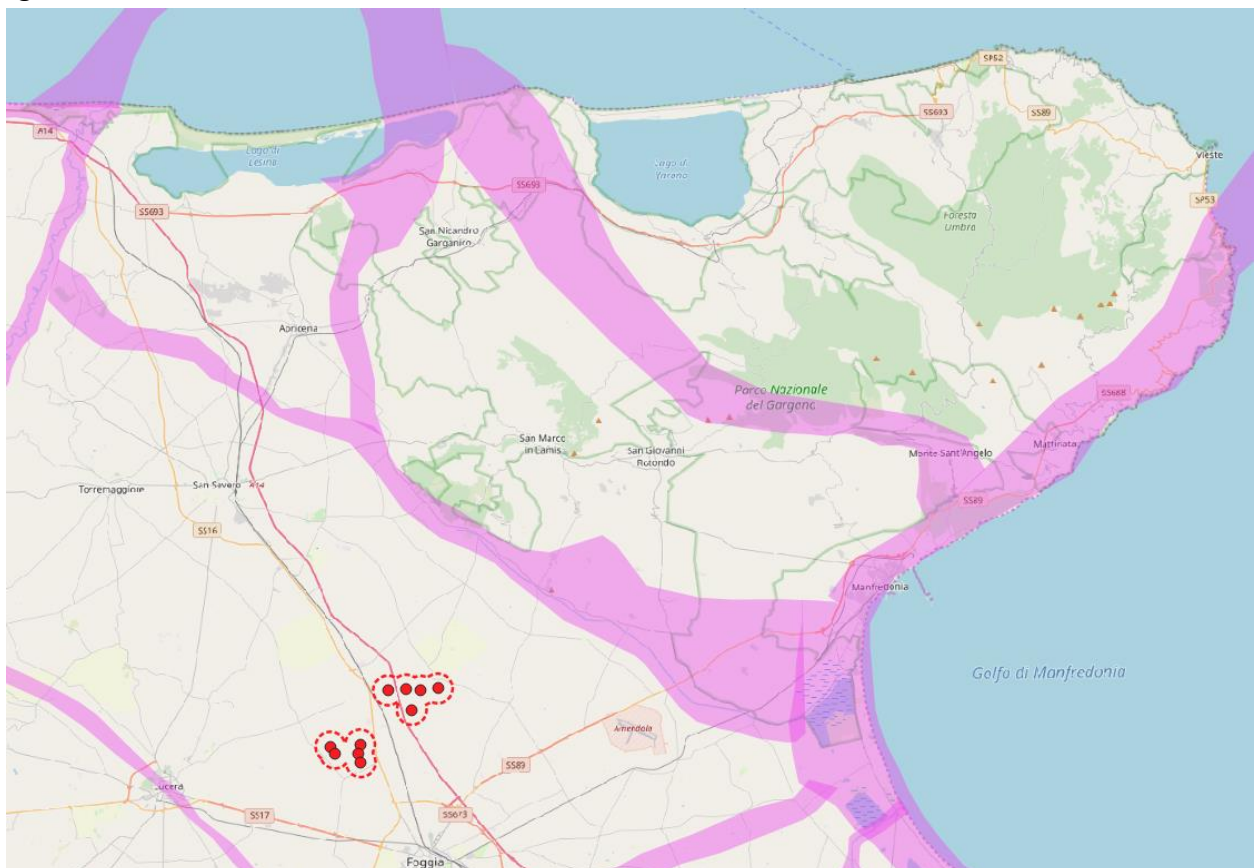 SP52
A14
SS693
SS89
Lago di
Lesina
Lago di
Varano
Vieste
SS693
SS693
SP53
Foresta
Umbra
San Nicandro
Garganico
Apricena
Parco Nazionale
del Gargano
SS688
San Marco
in Lamis
San Giovanni
Rotondo
Monte Sant'Angelo
Mattinata
Torremaggiore
San Severo
A14
SS89
SS16
Manfredonia
Golfo di Manfredonia
Amendola
SS89
Lucera
SS17
SS673
Foggia